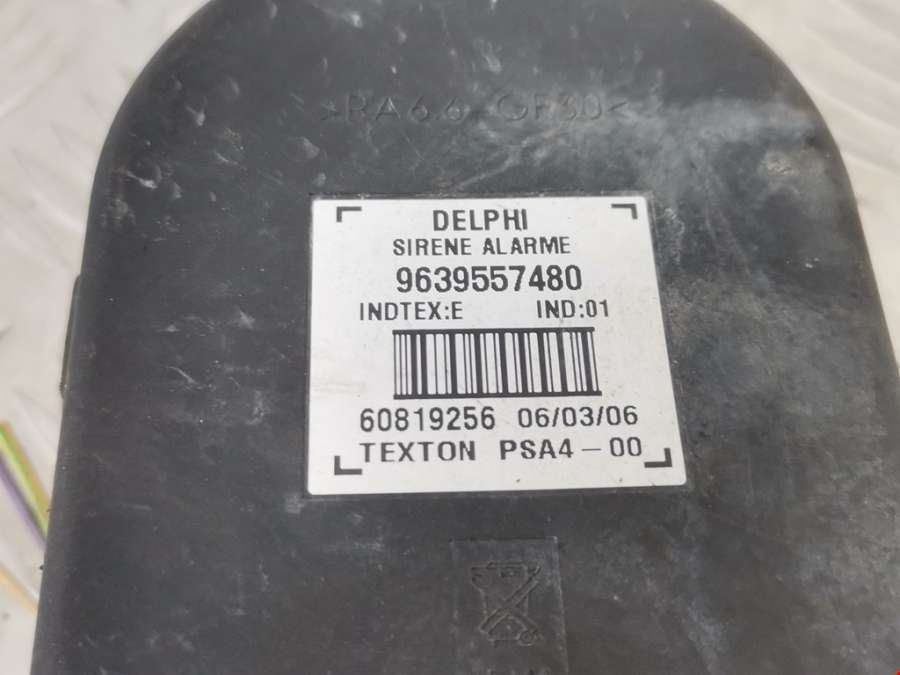 >PA6.6-GF30<
DELPHI
SIRENE ALARME
9639557480
INDTEX:E IND:01
60819256 06/03/06
TEXTON PSA4-00